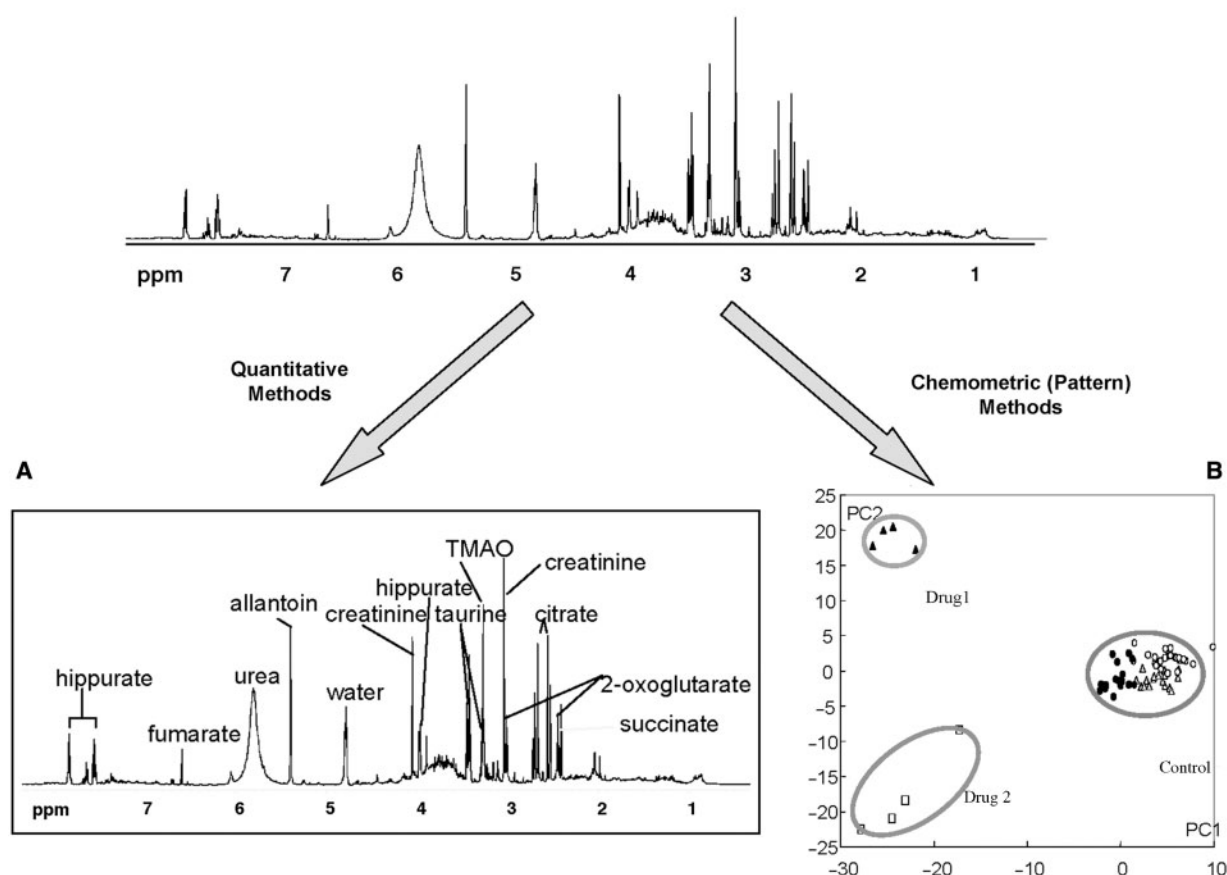 ppm 7 6 5 4 3 2 1
Quantitative
Methods
Chemometric (Pattern)
Methods
A
TMAO
creatinine
hippurate
allantoin
creatinine taurine
citrate
hippurate
urea
water
2-oxoglutarate
fumarate
succinate
ppm 7 6 5 4 3 2 1
B
25
PC2
20
15
10
Drug1
5
0
-5
-10
Control
-15
Drug 2
-20
PC1
-25
-30 -20 -10 0 10